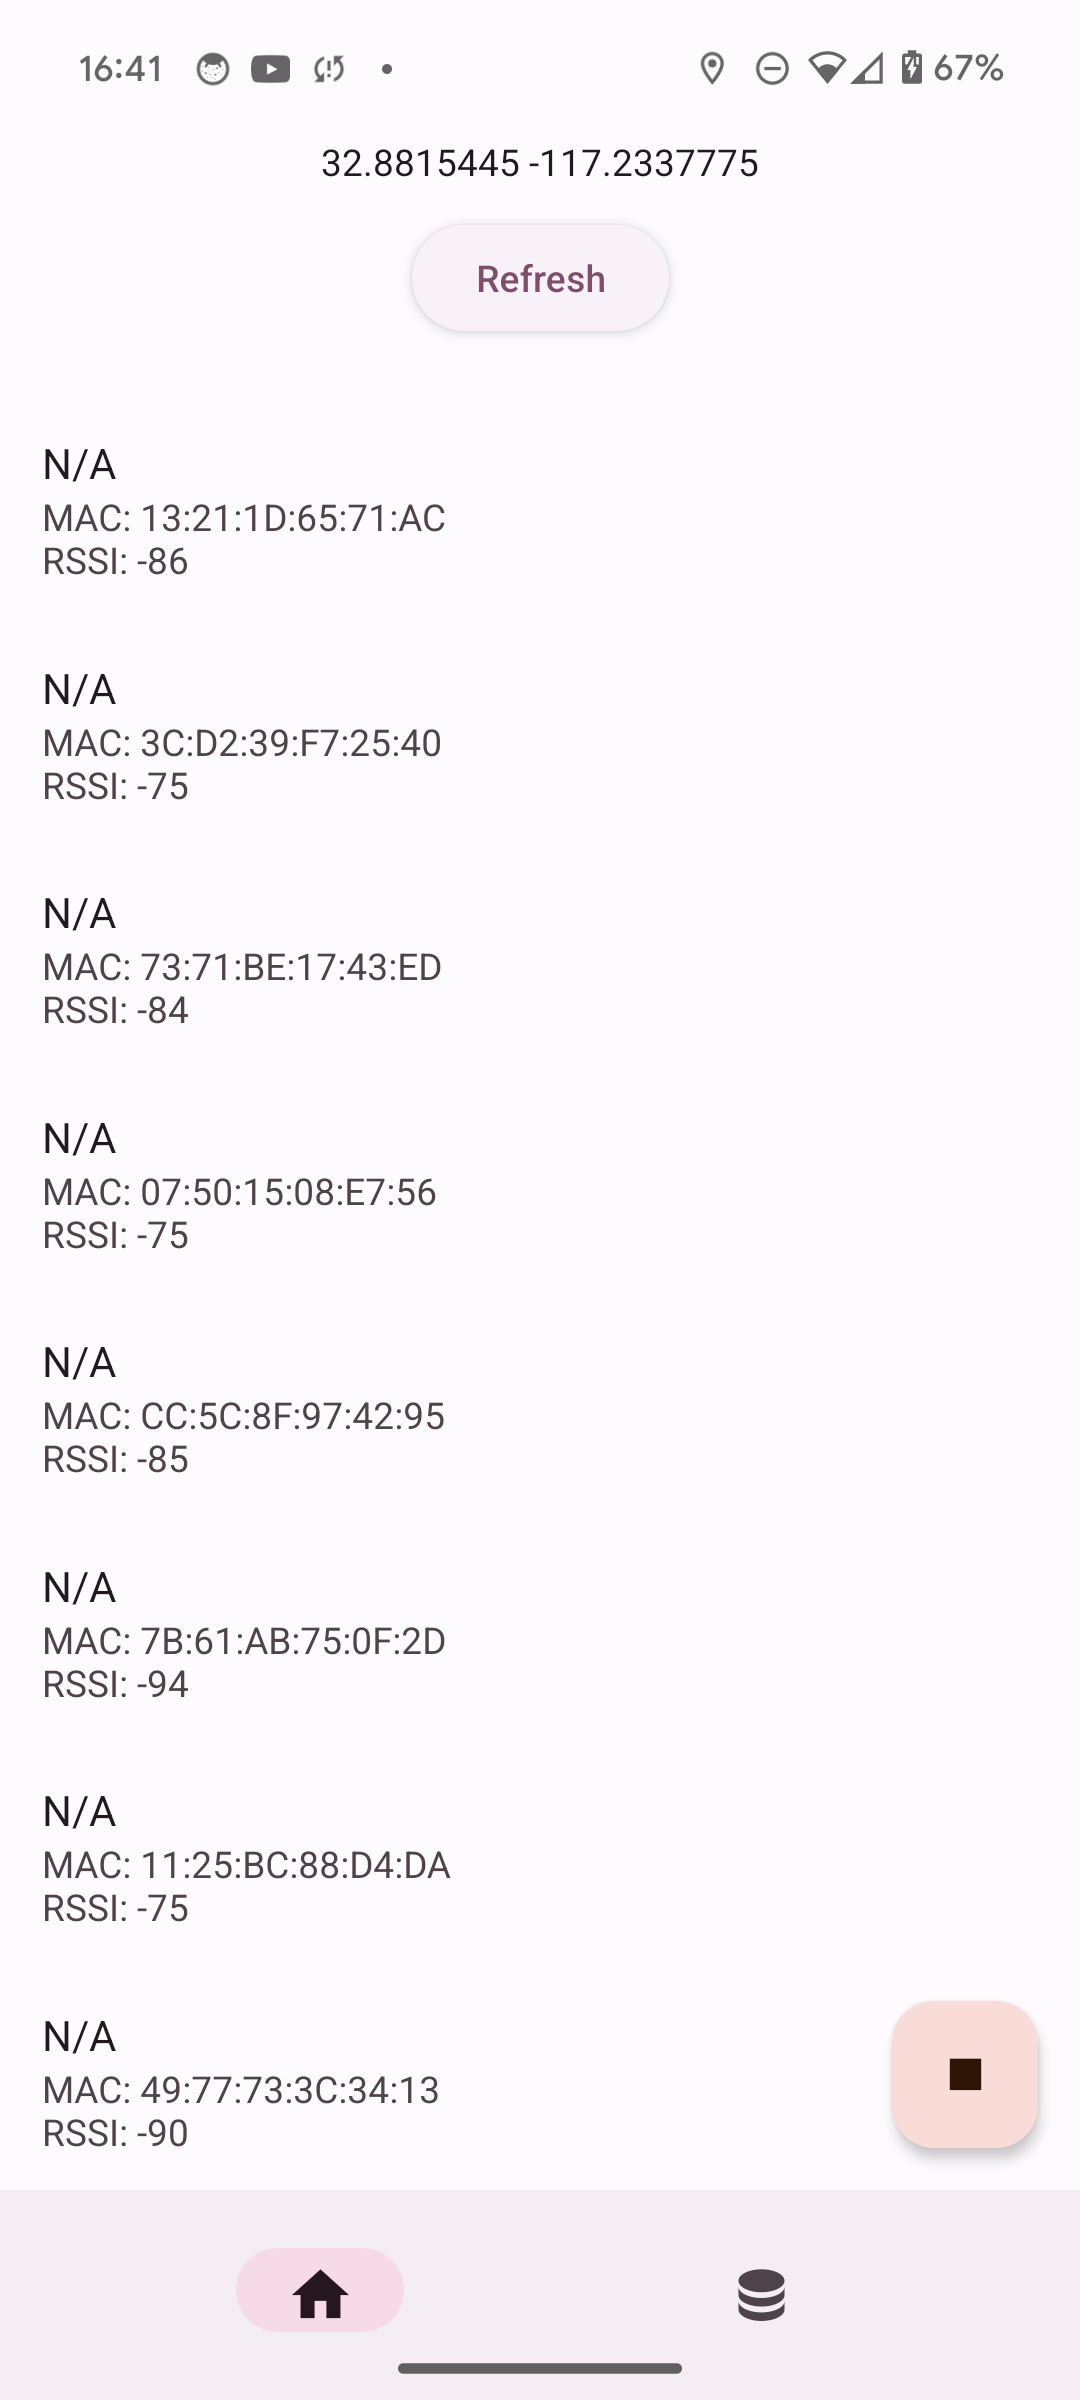 16:41 67%
32.8815445 -117.2337775
Refresh
N/A
MAC: 13:21:1D:65:71:AC
RSSI: -86
N/A
MAC: 3C:D2:39:F7:25:40
RSSI: -75
N/A
MAC: 73:71:BE:17:43:ED
RSSI: -84
N/A
MAC: 07:50:15:08:E7:56
RSSI: -75
N/A
MAC: CC:5C:8F:97:42:95
RSSI: -85
N/A
MAC: 7B:61:AB:75:0F:2D
RSSI: -94
N/A
MAC: 11:25:BC:88:D4:DA
RSSI: -75
N/A
MAC: 49:77:73:3C:34:13
RSSI: -90